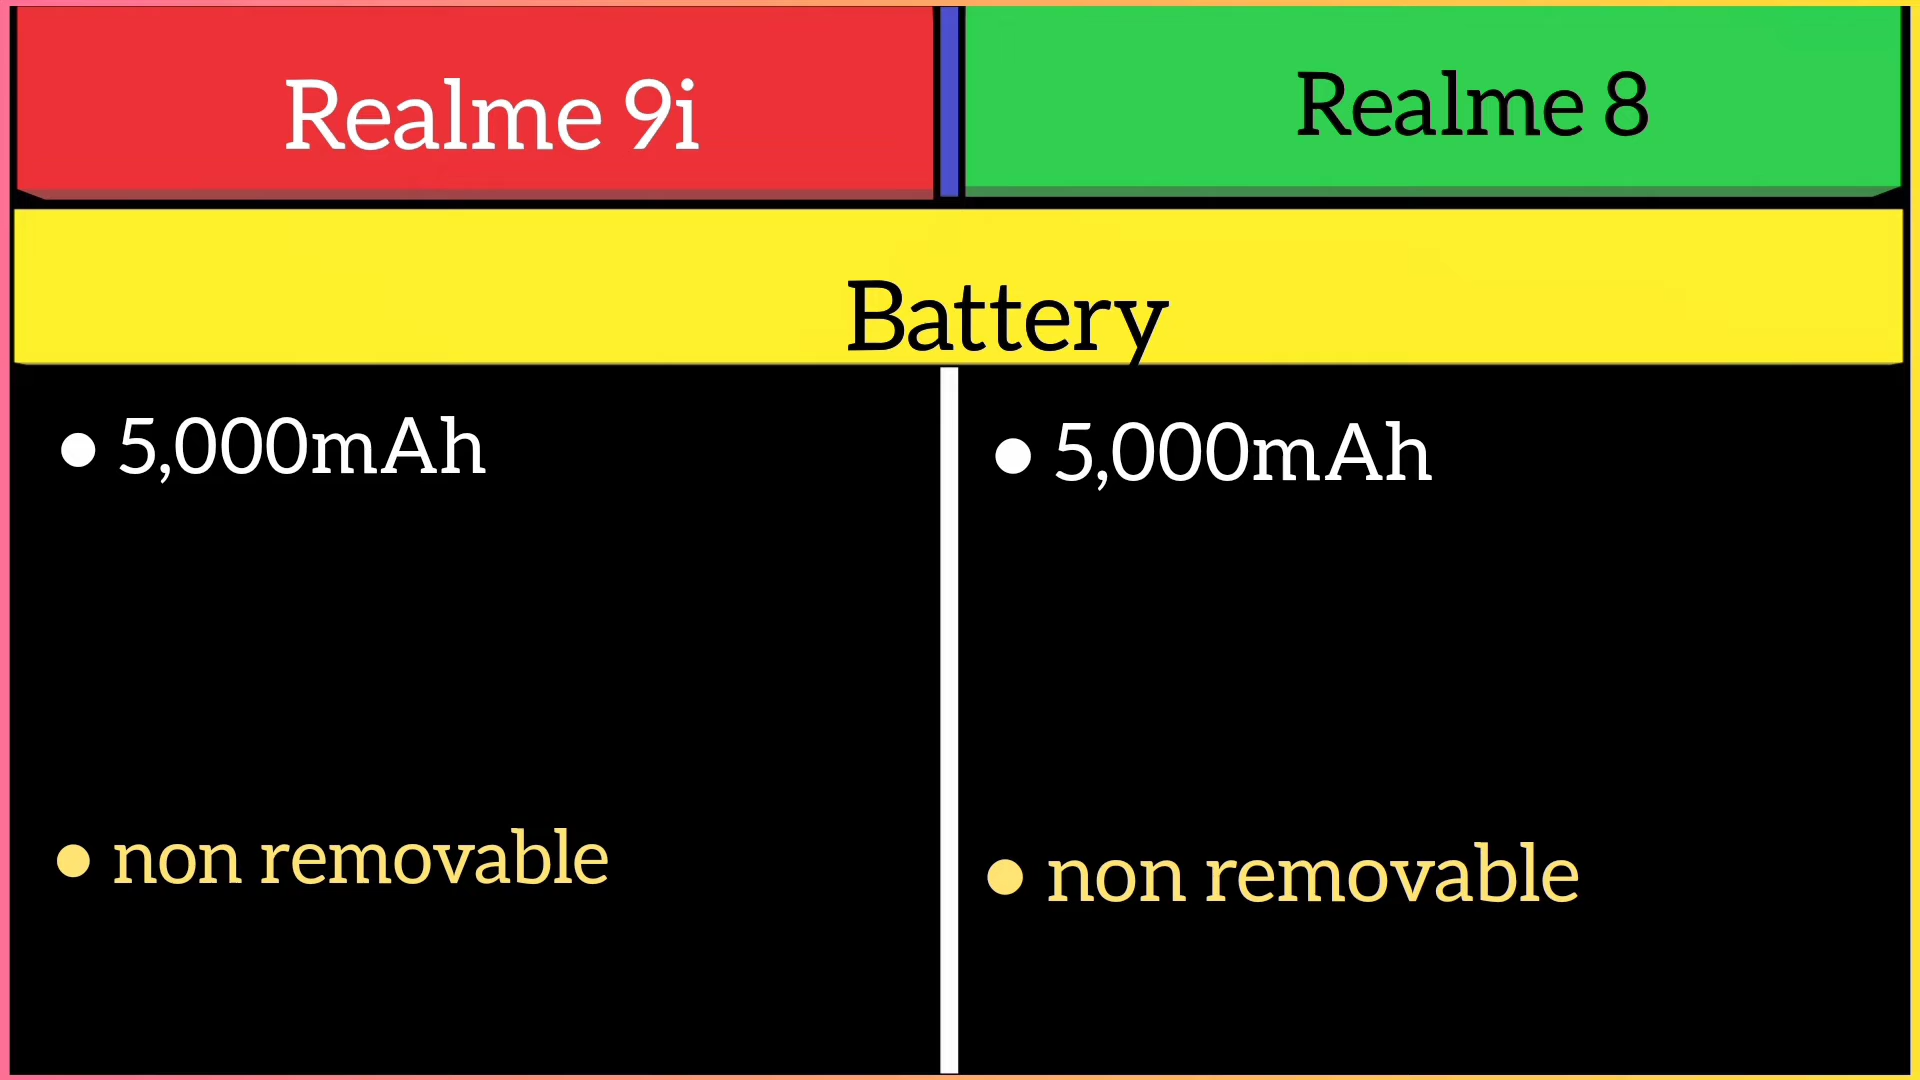 Realme 9i
Realme 8
Battery
● 5,000mAh
● 5,000mAh
● non removable
● non removable